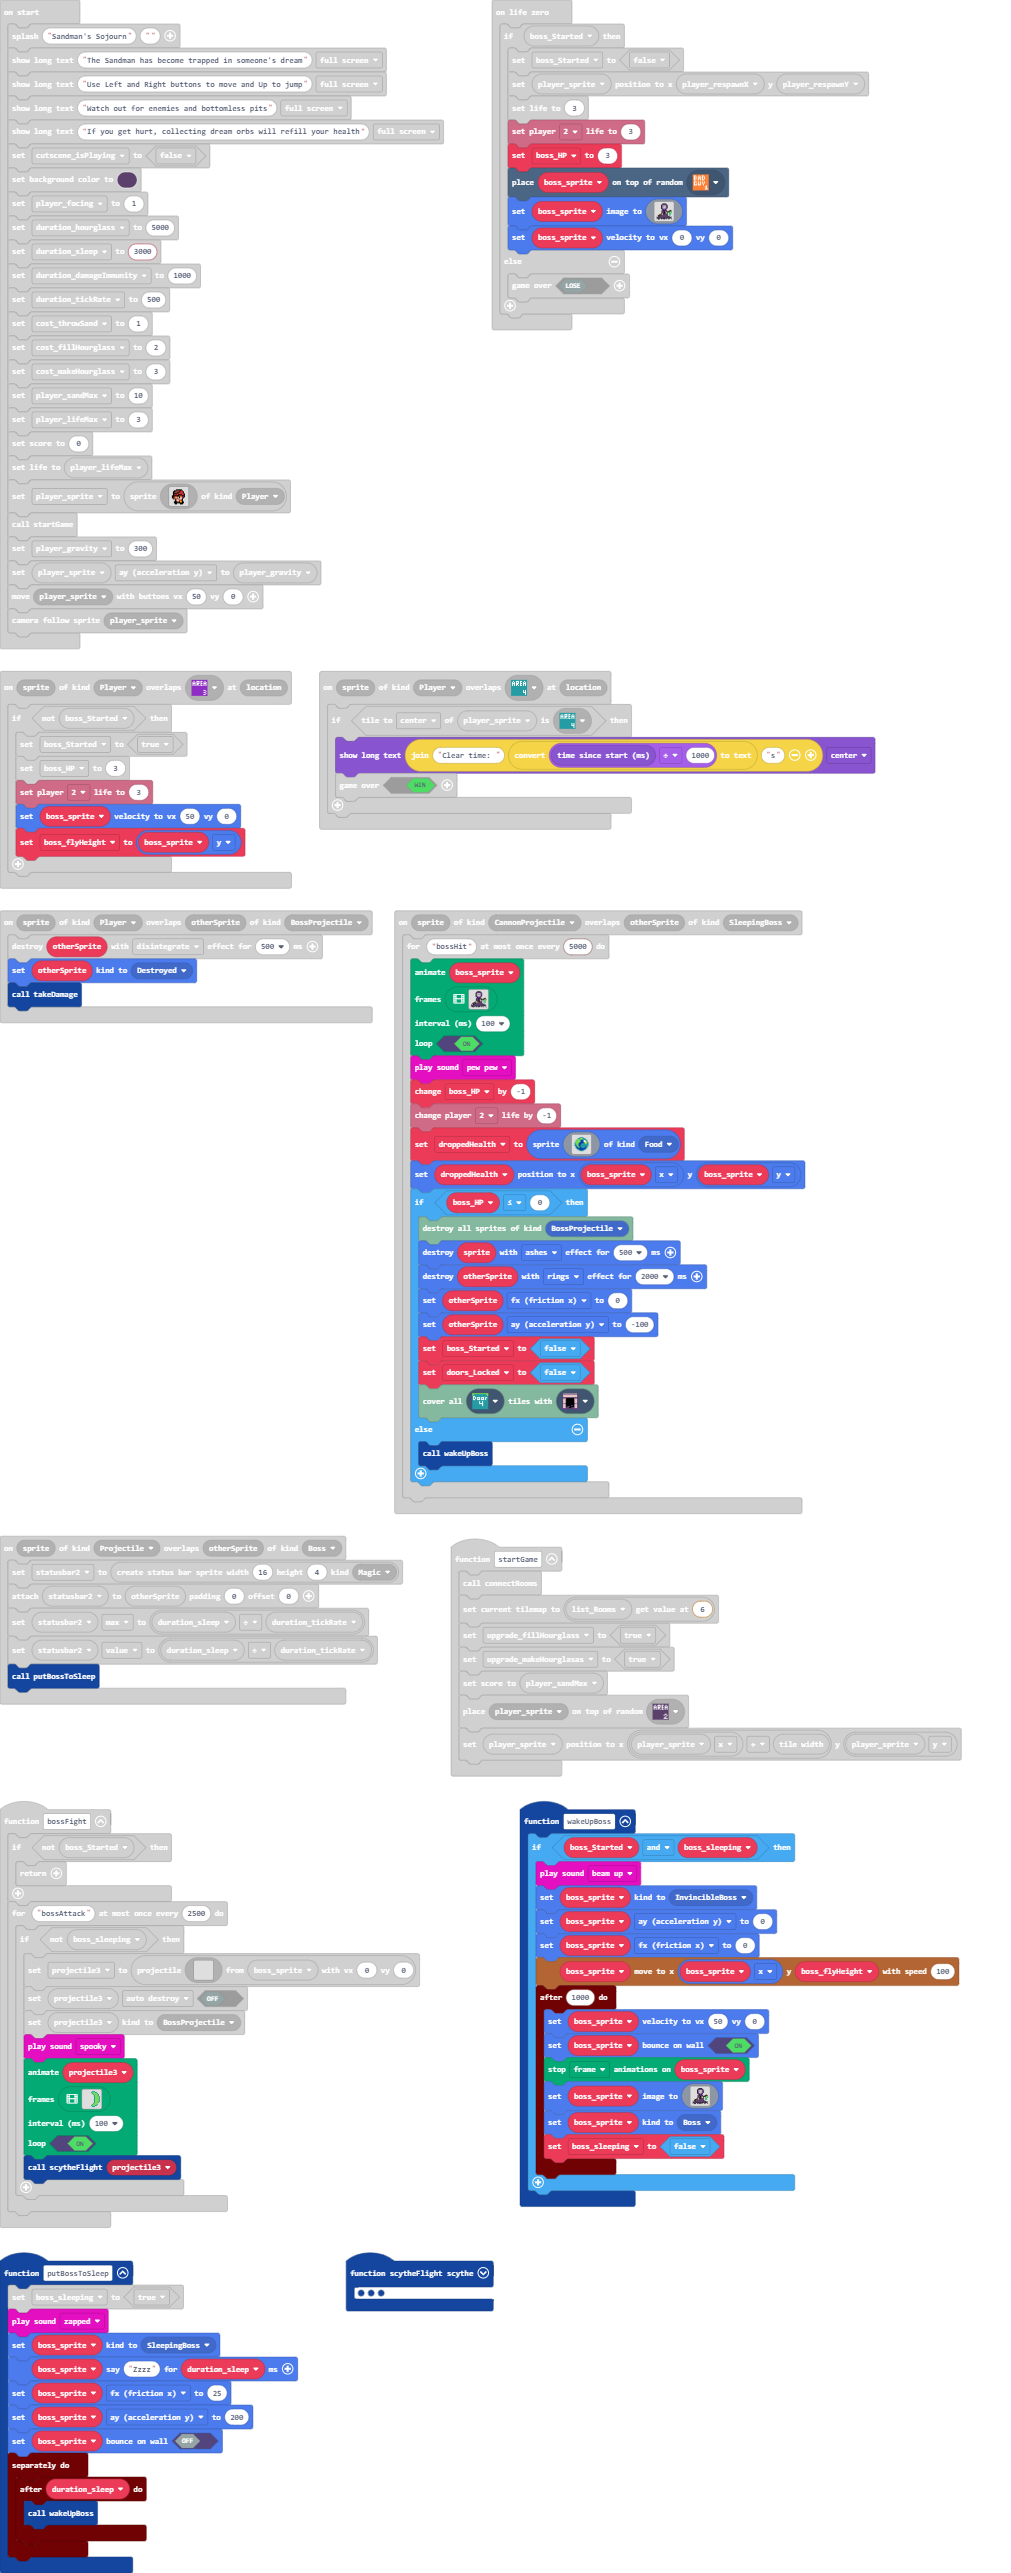 on start
splash "Sandman's Sojourn" ""
show long text "The Sandman has become trapped in someone's dream" full screen
show long text "Use Left and Right buttons to move and Up to jump" full screen
show long text "Watch out for enemies and bottomless pits" full screen
show long text "If you get hurt, collecting dream orbs will refill your health" full screen
set cutscene_isPlaying to false
set background color to
set player_facing to 1
set duration_hourglass to 5000
set duration_sleep to 3000
set duration_damageImmunity to 1000
set duration_tickRate to 500
set cost_throwSand to 1
set cost_fillHourglass to 2
set cost_makeHourglass to 3
set player_sandMax to 10
set player_lifeMax to 3
set score to 0
set life to player_lifeMax
set player_sprite to sprite of kind Player
call startGame
set player_gravity to 300
set player_sprite ay (acceleration y) to player_gravity
move player_sprite with buttons vx 50 vy 0
camera follow sprite player_sprite
on life zero
if boss_Started then
set boss_Started to false
set player_sprite position to x player_respawnX y player_respawnY
set life to 3
set player 2 life to 3
set boss_HP to 3
place boss_sprite on top of random
set boss_sprite image to
set boss_sprite velocity to vx 0 vy 0
else
game over LOSE
on sprite of kind Player overlaps ARIA 3 at location
if not boss_Started then
set boss_Started to true
set boss_HP to 3
set player 2 life to 3
set boss_sprite velocity to vx 50 vy 0
set boss_flyHeight to boss_sprite y
on sprite of kind Player overlaps ARIA 4 at location
if tile to center of player_sprite is ARIA 4 then
show long text join "Clear time: " convert time since start (ms) ÷ 1000 to text "s" center
game over WIN
on sprite of kind Player overlaps otherSprite of kind BossProjectile
destroy otherSprite with disintegrate effect for 500 ms
set otherSprite kind to Destroyed
call takeDamage
on sprite of kind CannonProjectile overlaps otherSprite of kind SleepingBoss
for "bossHit" at most once every 5000 do
animate boss_sprite
frames
interval (ms) 100
loop ON
play sound pew pew
change boss_HP by -1
change player 2 life by -1
set droppedHealth to sprite of kind Food
set droppedHealth position to x boss_sprite x y boss_sprite y
if boss_HP ≤ 0 then
destroy all sprites of kind BossProjectile
destroy sprite with ashes effect for 500 ms
destroy otherSprite with rings effect for 2000 ms
set otherSprite fx (friction x) to 0
set otherSprite ay (acceleration y) to -100
set boss_Started to false
set doors_Locked to false
cover all Door 4 tiles with
else
call wakeUpBoss
on sprite of kind Projectile overlaps otherSprite of kind Boss
set statusbar2 to create status bar sprite width 16 height 4 kind Magic
attach statusbar2 to otherSprite padding 0 offset 0
set statusbar2 max to duration_sleep ÷ duration_tickRate
set statusbar2 value to duration_sleep ÷ duration_tickRate
call putBossToSleep
function startGame
call connectRooms
set current tilemap to list_Rooms get value at 6
set upgrade_fillHourglass to true
set upgrade_makeHourglass to true
set score to player_sandMax
place player_sprite on top of random ARIA 2
set player_sprite position to x player_sprite x ÷ tile width y player_sprite y
function bossFight
if not boss_Started then
return
for "bossAttack" at most once every 2500 do
if not boss_sleeping then
set projectile3 to projectile from boss_sprite with vx 0 vy 0
set projectile3 auto destroy OFF
set projectile3 kind to BossProjectile
play sound spooky
animate projectile3
frames
interval (ms) 100
loop ON
call scytheFlight projectile3
function wakeUpBoss
if boss_Started and boss_sleeping then
play sound beam up
set boss_sprite kind to InvincibleBoss
set boss_sprite ay (acceleration y) to 0
set boss_sprite fx (friction x) to 0
boss_sprite move to x boss_sprite x y boss_flyHeight with speed 100
after 1000 do
set boss_sprite velocity to vx 50 vy 0
set boss_sprite bounce on wall ON
stop frame animations on boss_sprite
set boss_sprite image to
set boss_sprite kind to Boss
set boss_sleeping to false
function putBossToSleep
set boss_sleeping to true
play sound zapped
set boss_sprite kind to SleepingBoss
boss_sprite say "Zzzz" for duration_sleep ms
set boss_sprite fx (friction x) to 25
set boss_sprite ay (acceleration y) to 200
set boss_sprite bounce on wall OFF
separately do
after duration_sleep do
call wakeUpBoss
function scytheFlight scythe